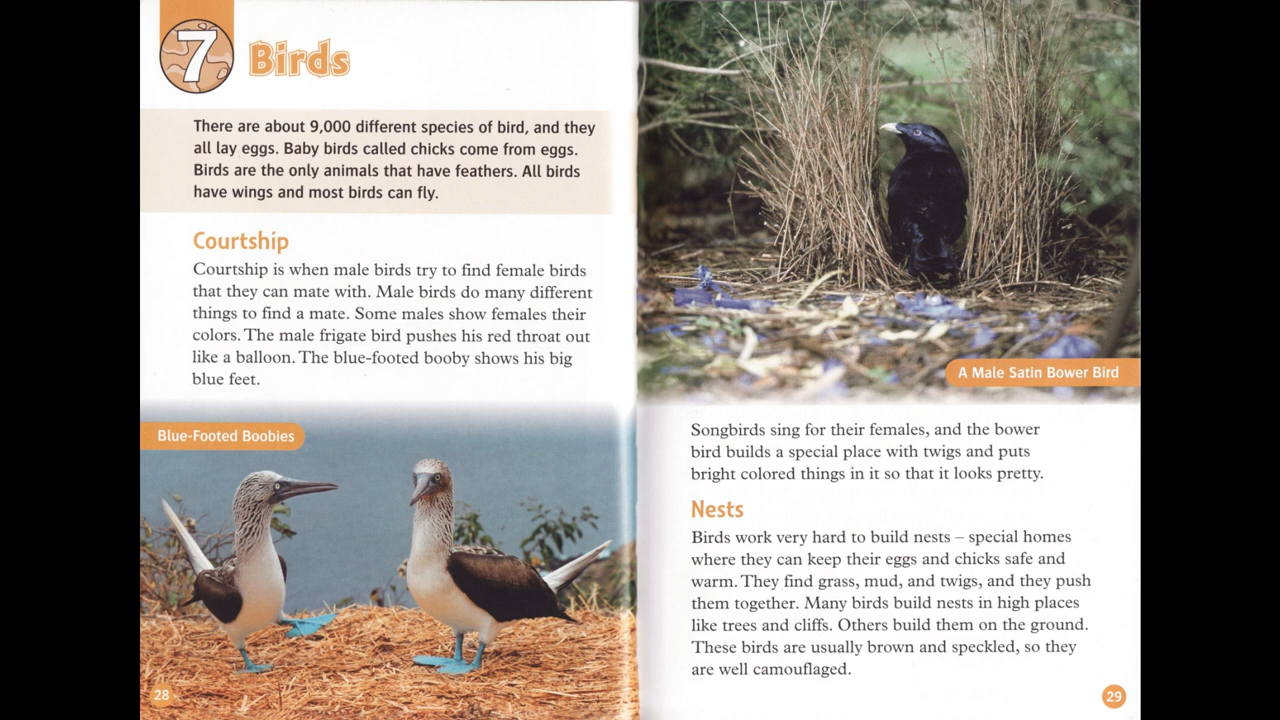 7 Birds
There are about 9,000 different species of bird, and they
all lay eggs. Baby birds called chicks come from eggs.
Birds are the only animals that have feathers. All birds
have wings and most birds can fly.
Courtship
Courtship is when male birds try to find female birds
that they can mate with. Male birds do many different
things to find a mate. Some males show females their
colors. The male frigate bird pushes his red throat out
like a balloon. The blue-footed booby shows his big
blue feet.
Blue-Footed Boobies
28
A Male Satin Bower Bird
Songbirds sing for their females, and the bower
bird builds a special place with twigs and puts
bright colored things in it so that it looks pretty.
Nests
Birds work very hard to build nests – special homes
where they can keep their eggs and chicks safe and
warm. They find grass, mud, and twigs, and they push
them together. Many birds build nests in high places
like trees and cliffs. Others build them on the ground.
These birds are usually brown and speckled, so they
are well camouflaged.
29